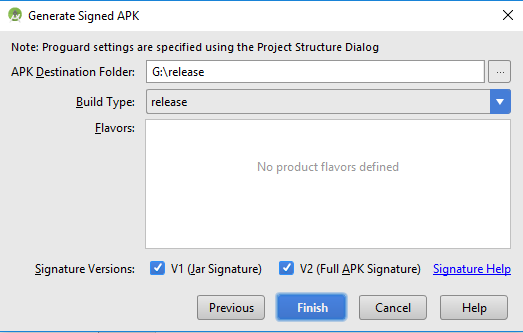 Generate Signed APK
Note: Proguard settings are specified using the Project Structure Dialog
APK Destination Folder: G:\release ...
Build Type: release
Flavors:
No product flavors defined
Signature Versions: V1 (Jar Signature) V2 (Full APK Signature) Signature Help
Previous Finish Cancel Help